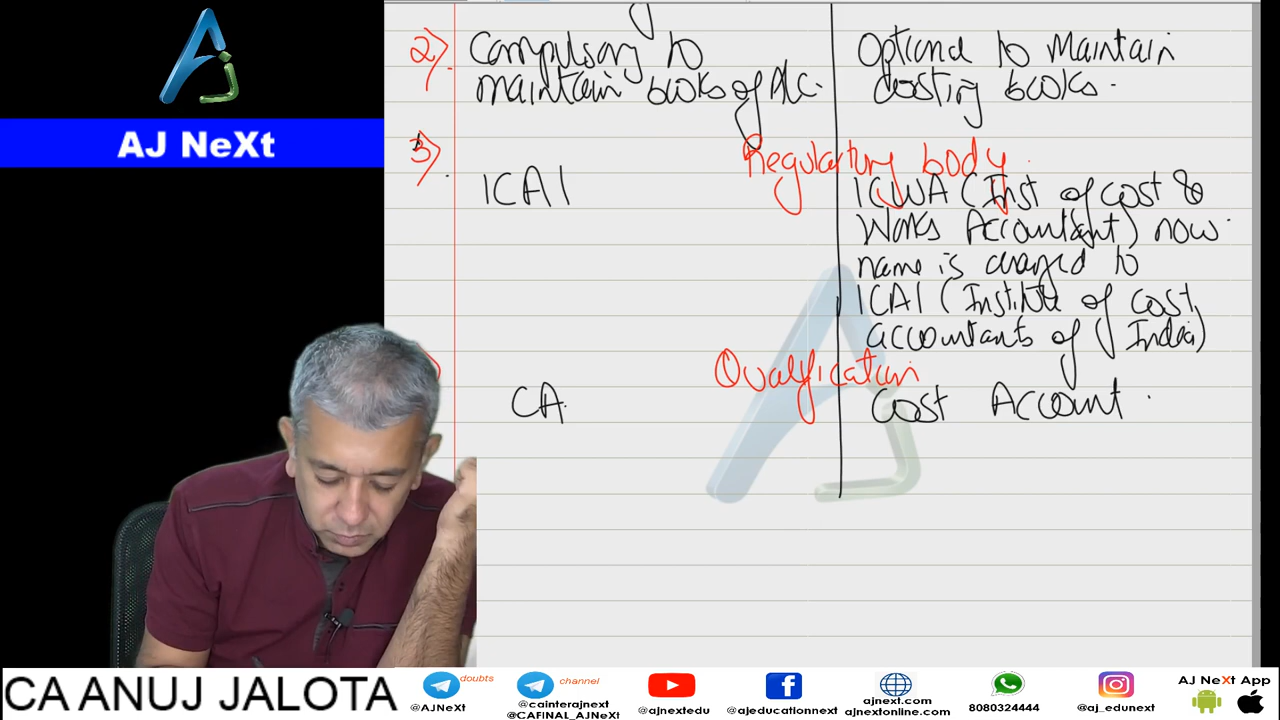 AJ NeXt
2). Compulsory to
maintain books of A/c.
Optional to Maintain
costing books.
3).
Regulartory body.
ICAI
ICWA (Inst of cost &
Works Accountant) now
name is changed to
ICAI (Institute of cost
accountants of India)
Qualification
CA.
Cost Account.
CA ANUJ JALOTA
doubts
@AJNeXt
channel
@cainterajnext
@CAFINAL_AJNeXt
@ajnextedu
@ajeducationnext
ajnext.com
ajnextonline.com
8080324444
@aj_edunext
AJ NeXt App